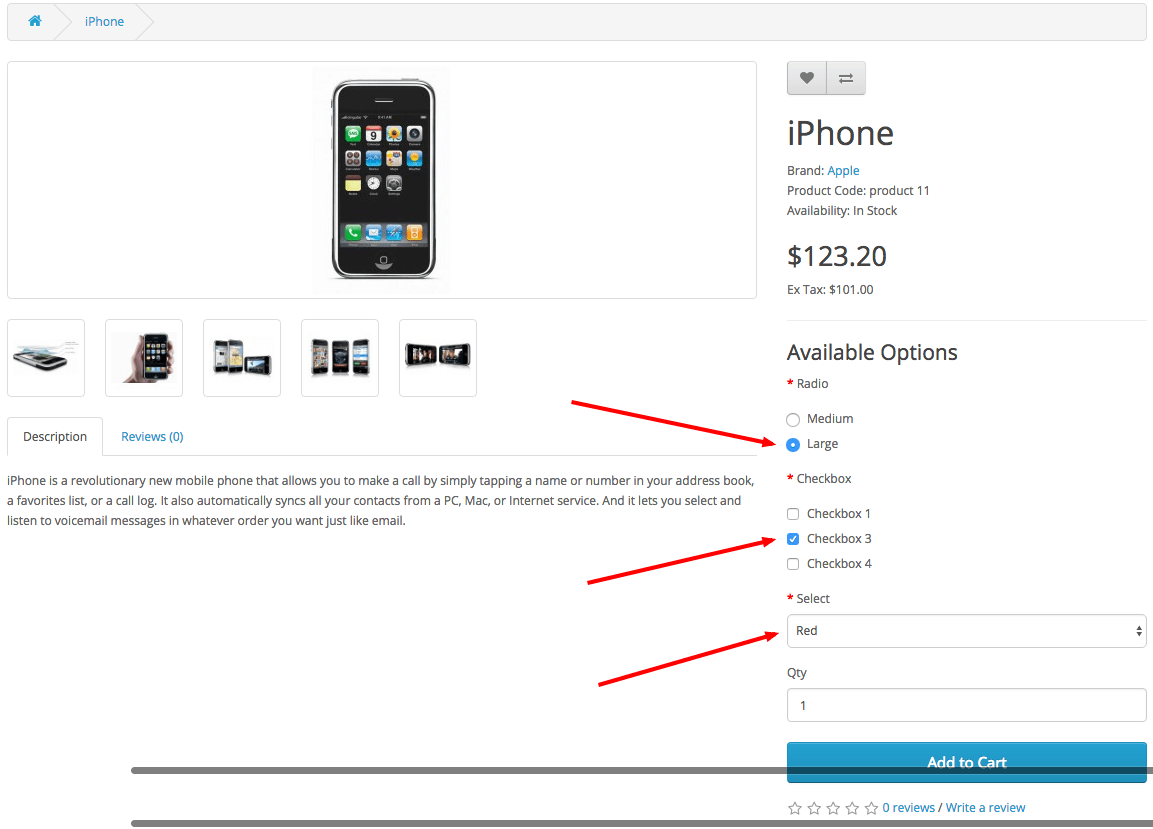 iPhone
iPhone
Brand: Apple
Product Code: product 11
Availability: In Stock
$123.20
Ex Tax: $101.00
Available Options
* Radio
Medium
Large
* Checkbox
Checkbox 1
Checkbox 3
Checkbox 4
* Select
Red
Qty
1
Add to Cart
0 reviews / Write a review
Description
Reviews (0)
iPhone is a revolutionary new mobile phone that allows you to make a call by simply tapping a name or number in your address book,
a favorites list, or a call log. It also automatically syncs all your contacts from a PC, Mac, or Internet service. And it lets you select and
listen to voicemail messages in whatever order you want just like email.